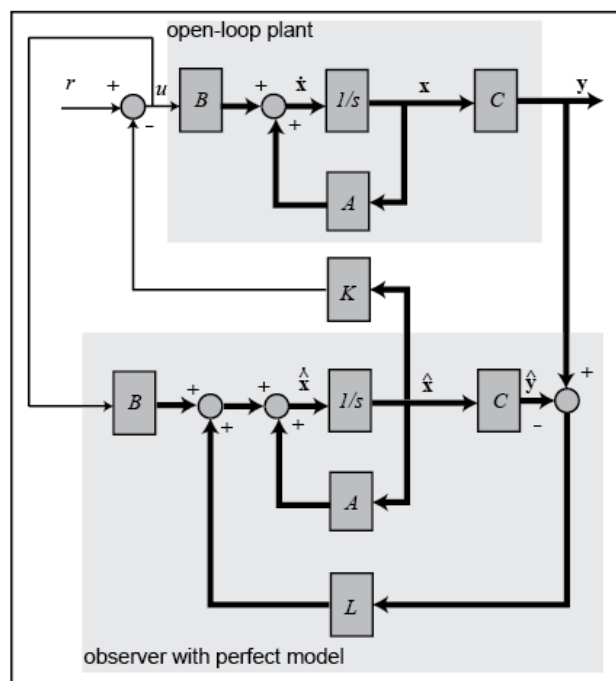 open-loop plant
r
+
-
u
B
+
+
ẋ
1/s
x
C
y
A
K
B
+
+
+
+
x̂̇
1/s
x̂
C
ŷ
+
-
A
L
observer with perfect model